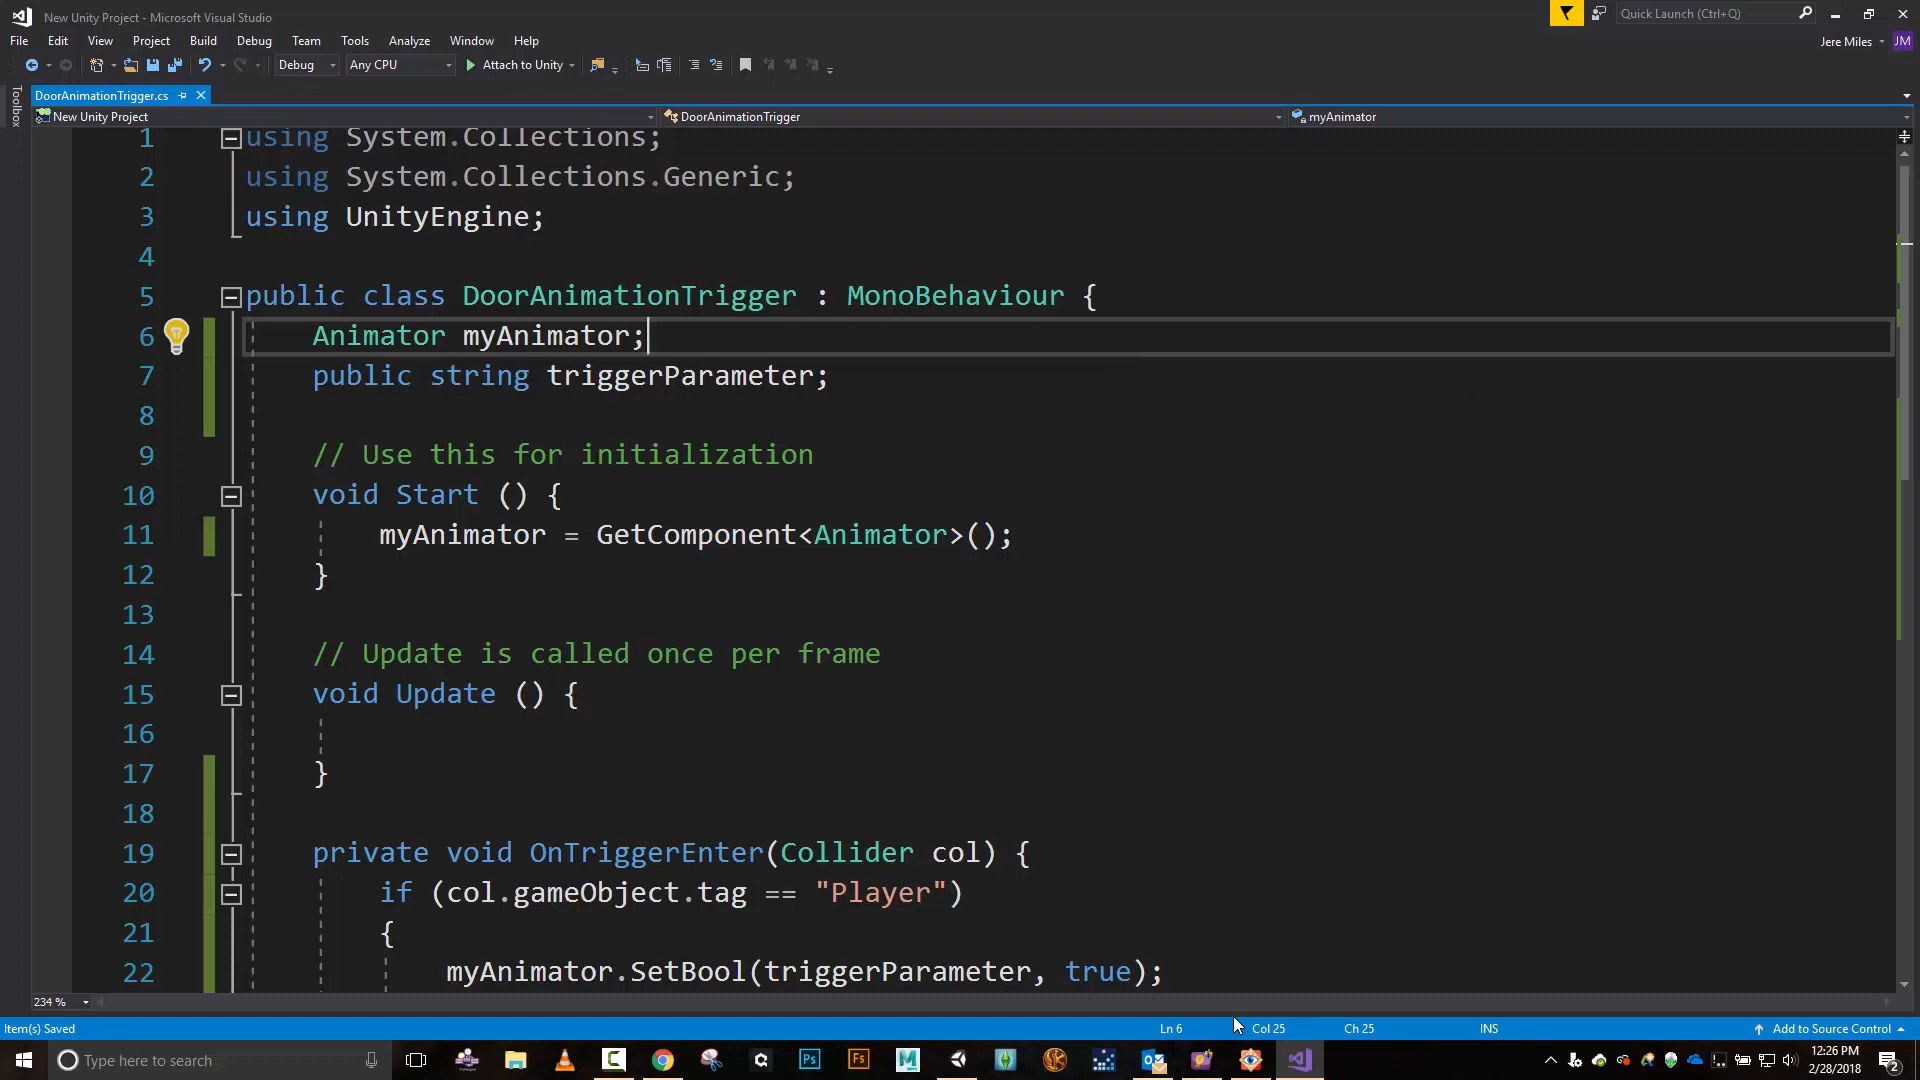 New Unity Project - Microsoft Visual Studio
Quick Launch (Ctrl+Q)
File Edit View Project Build Debug Team Tools Analyze Window Help
Jere Miles JM
Debug Any CPU Attach to Unity
Toolbox
DoorAnimationTrigger.cs
New Unity Project DoorAnimationTrigger myAnimator
1 using System.Collections;
2 using System.Collections.Generic;
3 using UnityEngine;
4
5 public class DoorAnimationTrigger : MonoBehaviour {
6 Animator myAnimator;
7 public string triggerParameter;
8
9 // Use this for initialization
10 void Start () {
11 myAnimator = GetComponent<Animator>();
12 }
13
14 // Update is called once per frame
15 void Update () {
16
17 }
18
19 private void OnTriggerEnter(Collider col) {
20 if (col.gameObject.tag == "Player")
21 {
22 myAnimator.SetBool(triggerParameter, true);
234 %
Item(s) Saved Ln 6 Col 25 Ch 25 INS Add to Source Control
Type here to search
Ps
Fs
12:26 PM
2/28/2018
2